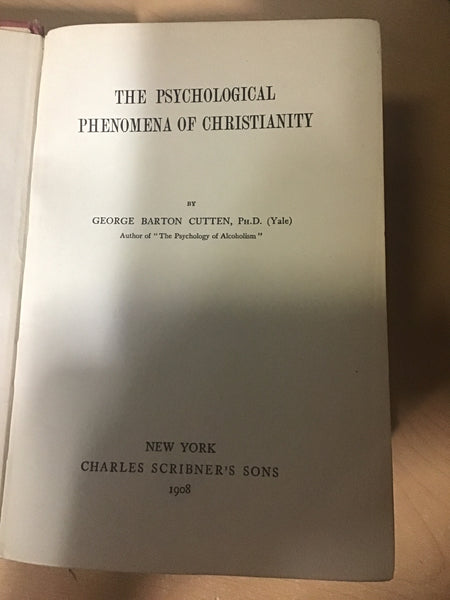 THE PSYCHOLOGICAL
PHENOMENA OF CHRISTIANITY
BY
GEORGE BARTON CUTTEN, PH.D. (Yale)
Author of "The Psychology of Alcoholism"
NEW YORK
CHARLES SCRIBNER'S SONS
1908